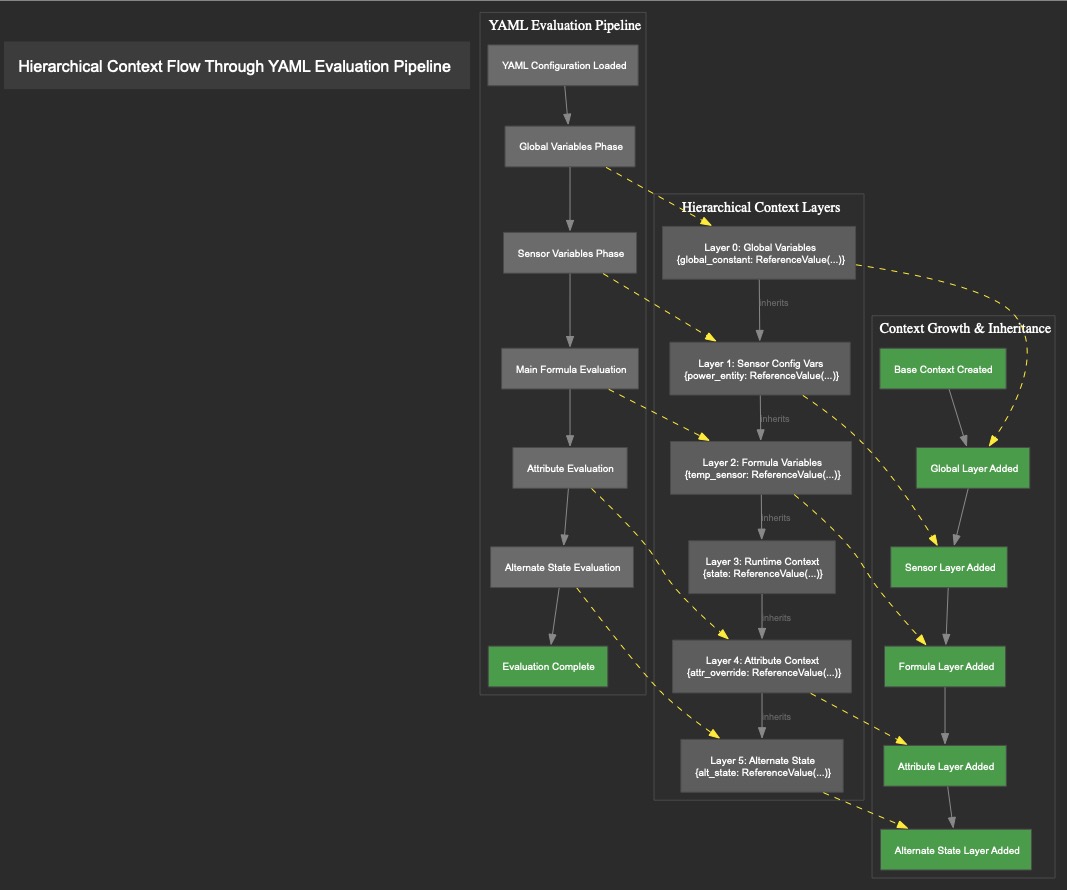 Hierarchical Context Flow Through YAML Evaluation Pipeline
YAML Evaluation Pipeline
YAML Configuration Loaded
Global Variables Phase
Sensor Variables Phase
Main Formula Evaluation
Attribute Evaluation
Alternate State Evaluation
Evaluation Complete
Hierarchical Context Layers
Layer 0: Global Variables
{global_constant: ReferenceValue(...)}
inherits
Layer 1: Sensor Config Vars
{power_entity: ReferenceValue(...)}
inherits
Layer 2: Formula Variables
{temp_sensor: ReferenceValue(...)}
inherits
Layer 3: Runtime Context
{state: ReferenceValue(...)}
inherits
Layer 4: Attribute Context
{attr_override: ReferenceValue(...)}
inherits
Layer 5: Alternate State
{alt_state: ReferenceValue(...)}
Context Growth & Inheritance
Base Context Created
Global Layer Added
Sensor Layer Added
Formula Layer Added
Attribute Layer Added
Alternate State Layer Added